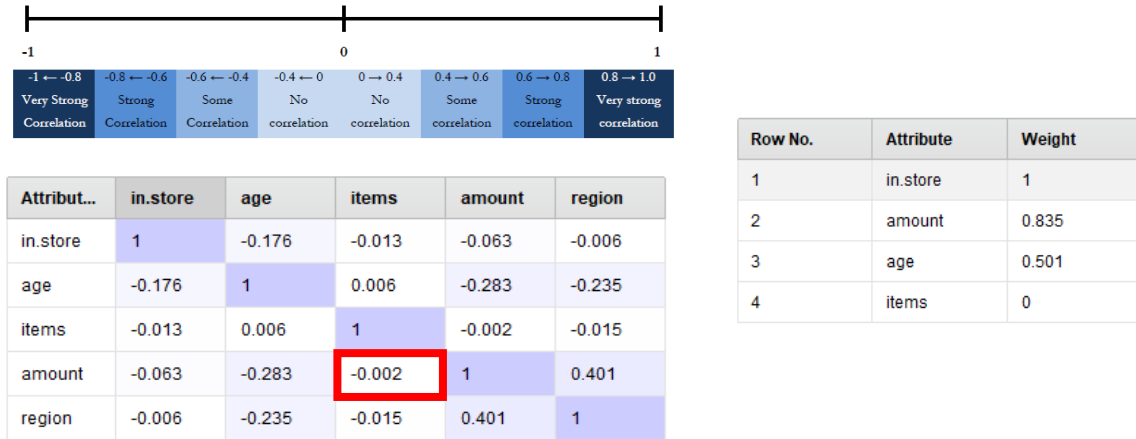 -1 0 1
-1 ← -0.8 -0.8 ← -0.6 -0.6 ← -0.4 -0.4 ← 0 0 → 0.4 0.4 → 0.6 0.6 → 0.8 0.8 → 1.0
Very Strong Strong Some No No Some Strong Very strong
Correlation Correlation Correlation correlation correlation correlation correlation correlation
Attribut... in.store age items amount region
in.store 1 -0.176 -0.013 -0.063 -0.006
age -0.176 1 0.006 -0.283 -0.235
items -0.013 0.006 1 -0.002 -0.015
amount -0.063 -0.283 -0.002 1 0.401
region -0.006 -0.235 -0.015 0.401 1
Row No. Attribute Weight
1 in.store 1
2 amount 0.835
3 age 0.501
4 items 0